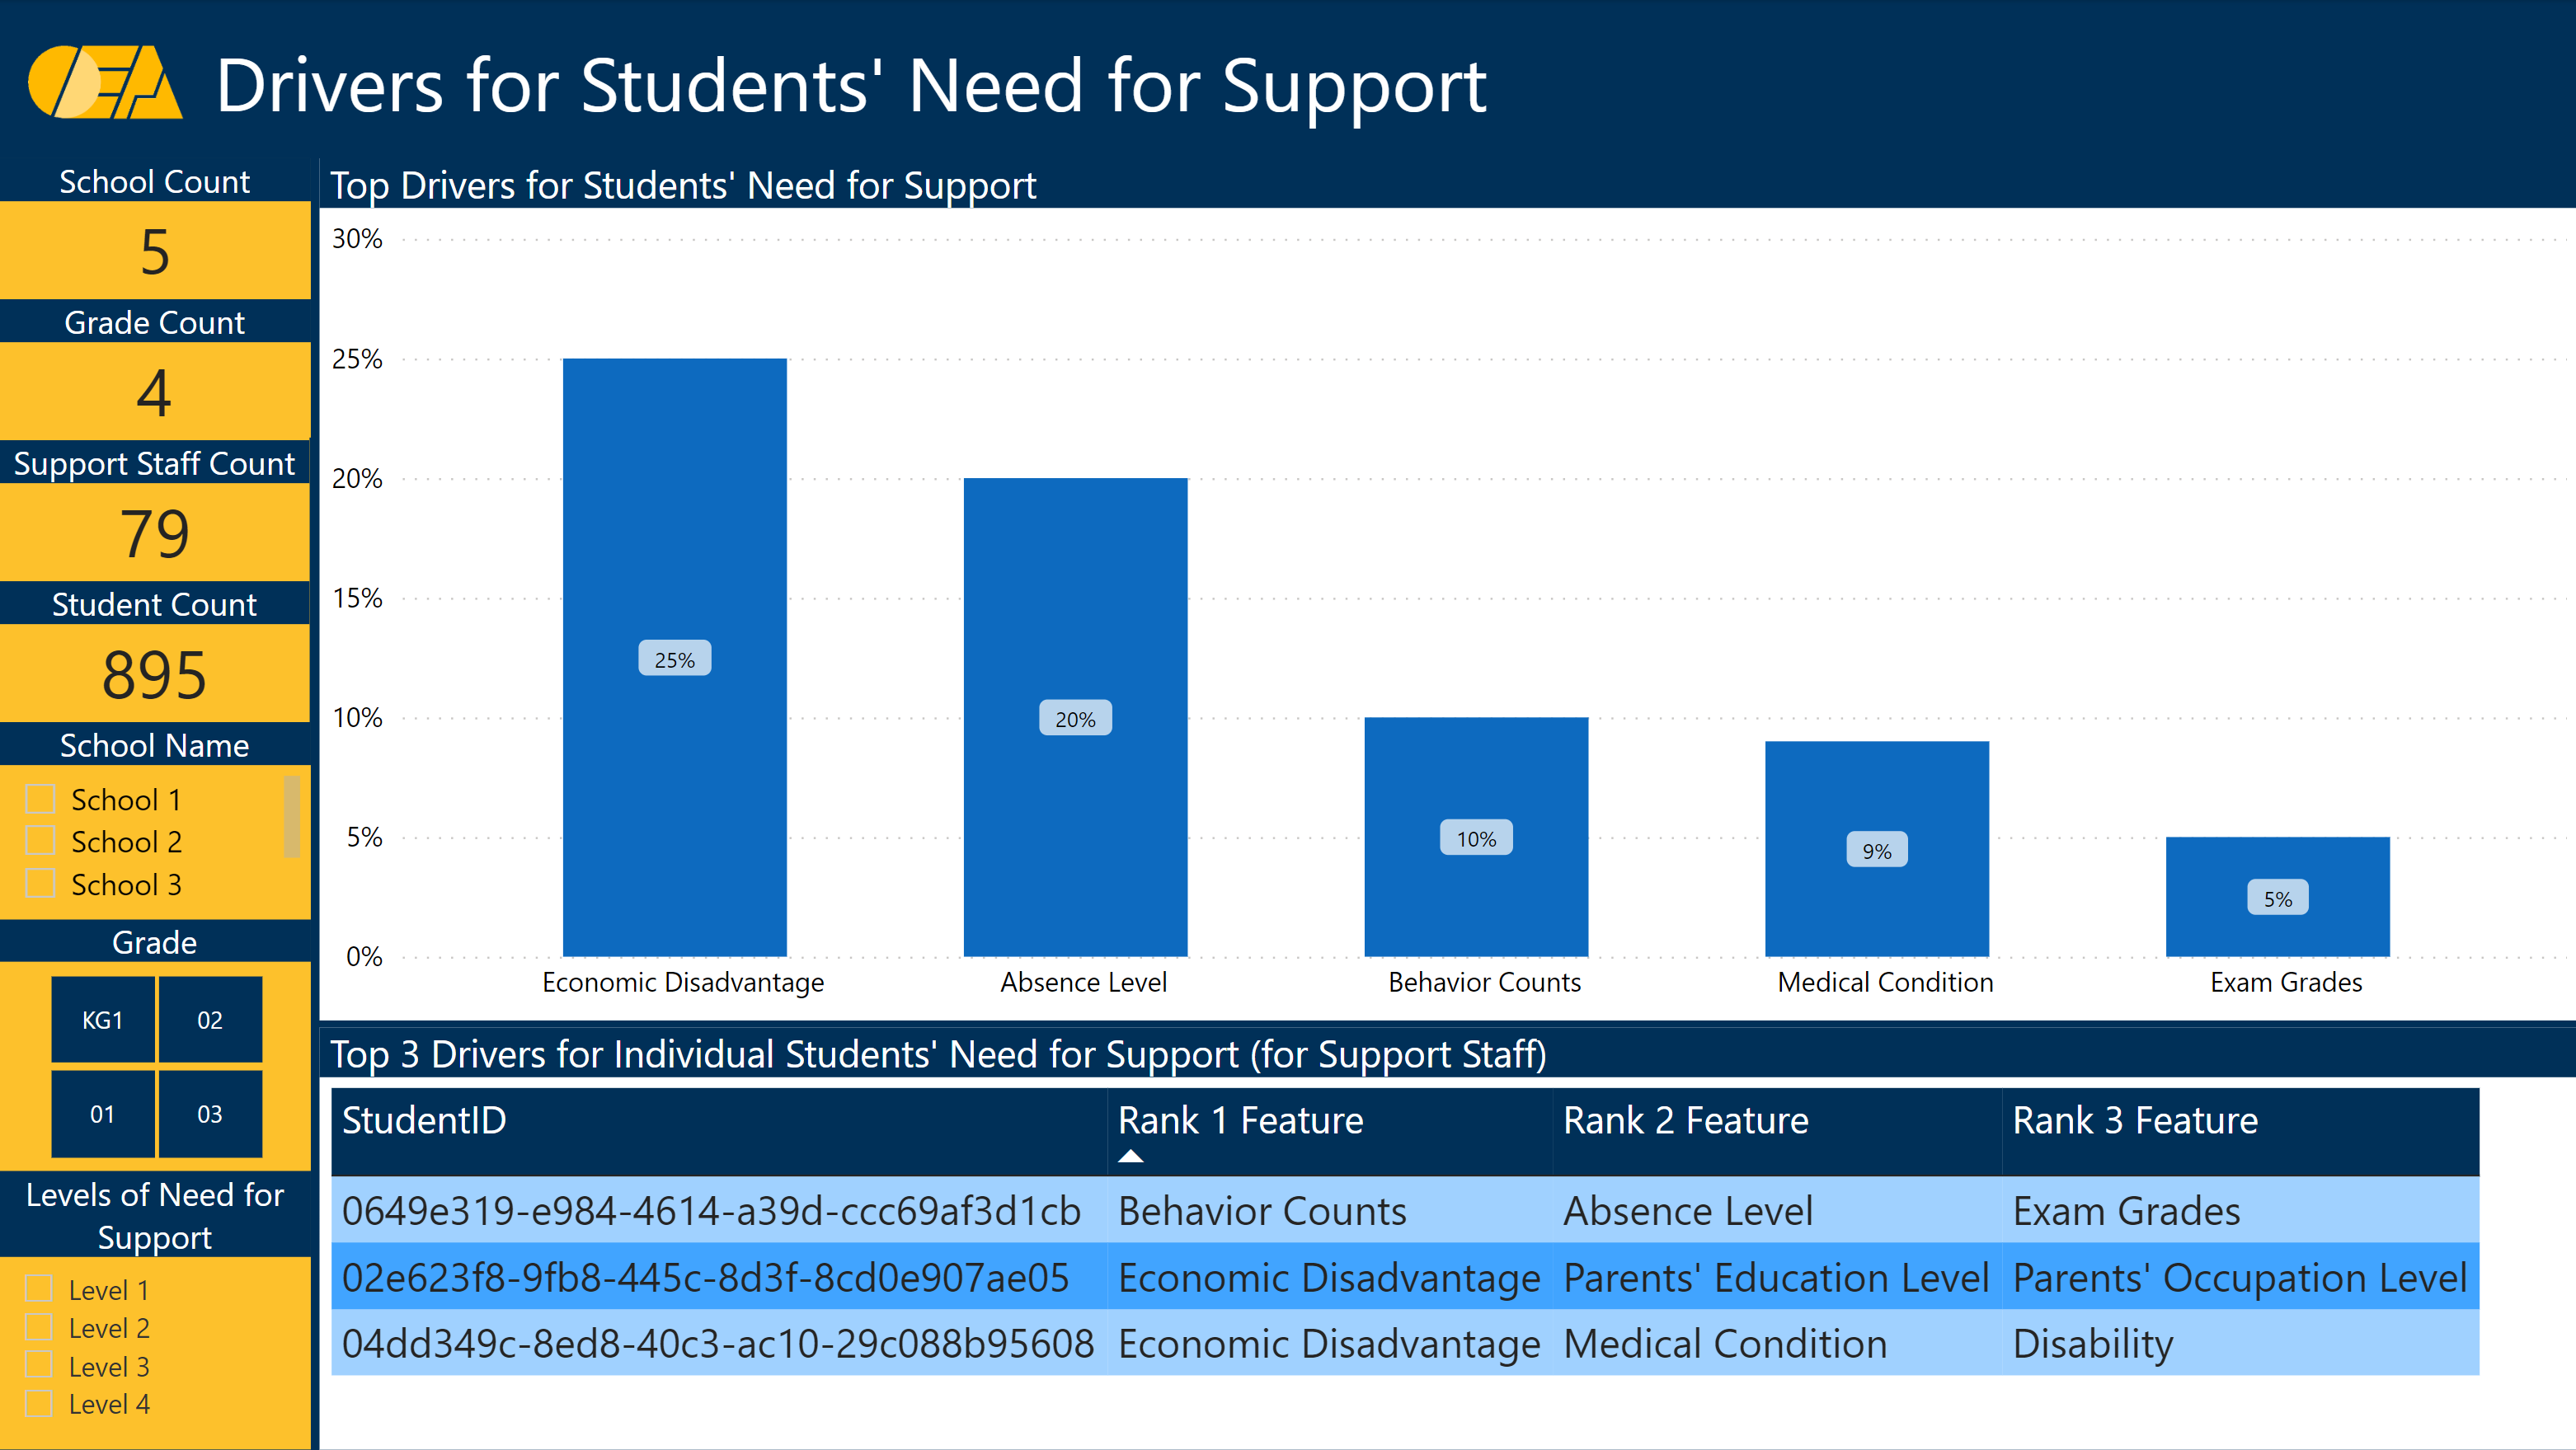 OEA
Drivers for Students' Need for Support
School Count
5
Grade Count
4
Support Staff Count
79
Student Count
895
School Name
School 1
School 2
School 3
Grade
KG1
02
01
03
Levels of Need for
Support
Level 1
Level 2
Level 3
Level 4
Top Drivers for Students' Need for Support
30%
25%
20%
15%
10%
5%
0%
25%
20%
10%
9%
5%
Economic Disadvantage
Absence Level
Behavior Counts
Medical Condition
Exam Grades
Top 3 Drivers for Individual Students' Need for Support (for Support Staff)
StudentID Rank 1 Feature Rank 2 Feature Rank 3 Feature
0649e319-e984-4614-a39d-ccc69af3d1cb Behavior Counts Absence Level Exam Grades
02e623f8-9fb8-445c-8d3f-8cd0e907ae05 Economic Disadvantage Parents' Education Level Parents' Occupation Level
04dd349c-8ed8-40c3-ac10-29c088b95608 Economic Disadvantage Medical Condition Disability